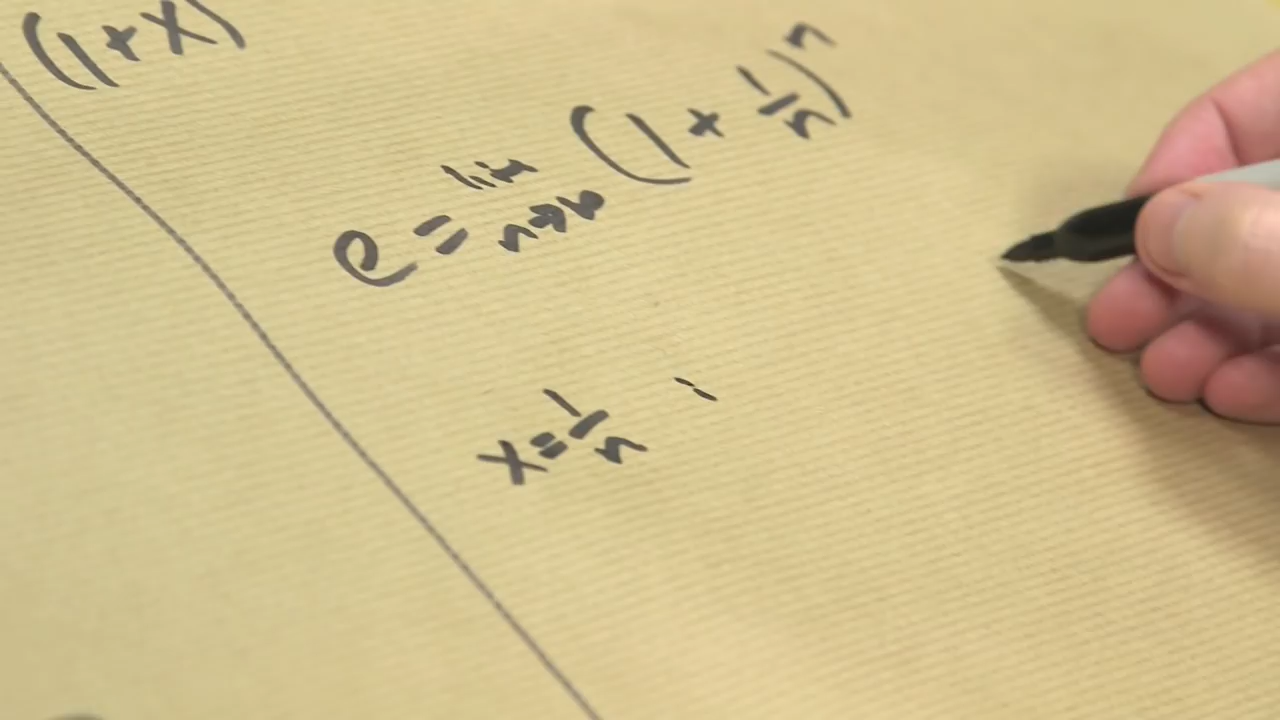 (1+x)
e = lim n→∞ (1 + 1/n)^n
x = 1/n ;